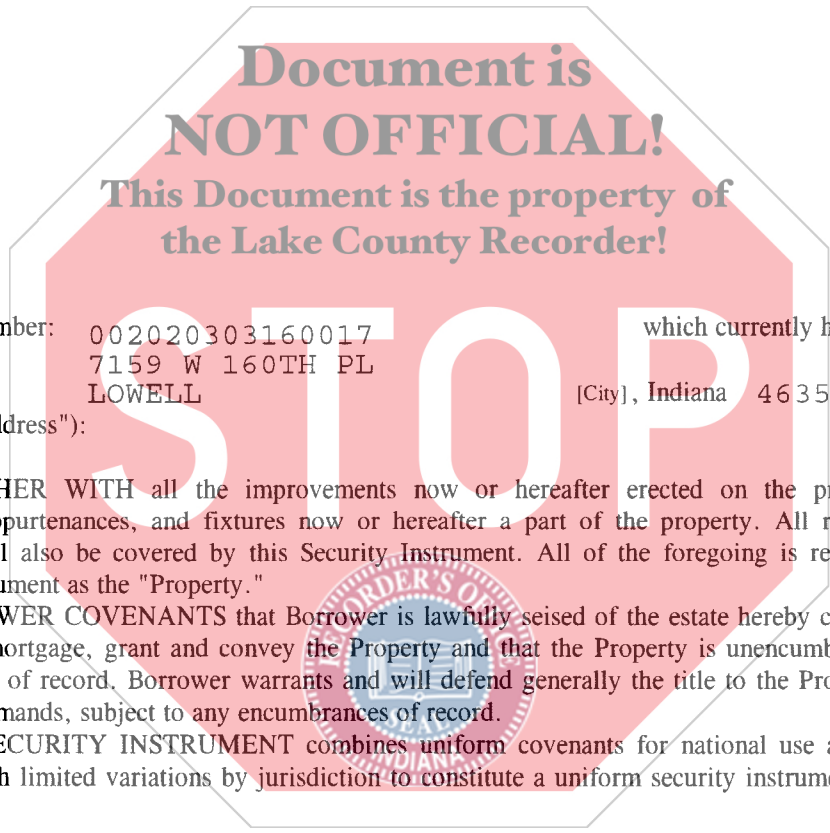 Document is
NOT OFFICIAL!
This Document is the property of
the Lake County Recorder!
STOP
mber: 002020303160017 which currently h
7159 W 160TH PL
LOWELL [City], Indiana 4635
ldress"):
HER WITH all the improvements now or hereafter erected on the pr
ppurtenances, and fixtures now or hereafter a part of the property. All r
l also be covered by this Security Instrument. All of the foregoing is re
ument as the "Property."
WER COVENANTS that Borrower is lawfully seised of the estate hereby c
nortgage, grant and convey the Property and that the Property is unencumb
of record. Borrower warrants and will defend generally the title to the Pro
mands, subject to any encumbrances of record.
ECURITY INSTRUMENT combines uniform covenants for national use a
h limited variations by jurisdiction to constitute a uniform security instrume
RECORDER'S OFFICE
SEAL
INDIANA